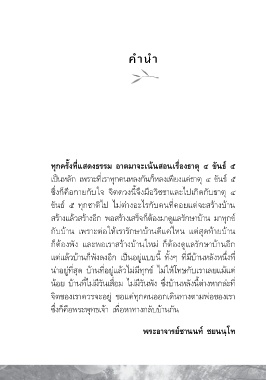 คำนำ
ทุกครั้งที่แสดงธรรม อาตมาจะเน้นสอนเรื่องธาตุ ๔ ขันธ์ ๕
เป็นหลัก เพราะที่เราทุกคนหลงกันก็หลงเพียงแค่ธาตุ ๔ ขันธ์ ๕
ซึ่งก็คือกายกับใจ จิตดวงนี้จึงมีอวิชชาและไปเกิดกับธาตุ ๔
ขันธ์ ๕ ทุกชาติไป ไม่ต่างอะไรกับคนที่คอยแต่จะสร้างบ้าน
สร้างแล้วสร้างอีก พอสร้างเสร็จก็ต้องมาดูแลรักษาบ้าน มาทุกข์
กับบ้าน เพราะต่อให้เรารักษาบ้านดีแค่ไหน แต่สุดท้ายบ้าน
ก็ต้องพัง และพอเราสร้างบ้านใหม่ ก็ต้องดูแลรักษาบ้านอีก
แต่แล้วบ้านก็พังลงอีก เป็นอยู่แบบนี้ ทั้งๆ ที่มีบ้านหลังหนึ่งที่
น่าอยู่ที่สุด บ้านที่อยู่แล้วไม่มีทุกข์ ไม่ให้โทษกับเราเลยแม้แต่
น้อย บ้านที่ไม่มีวันเสื่อม ไม่มีวันพัง ซึ่งบ้านหลังนี้ต่างหากล่ะที่
จิตของเราควรจะอยู่ ขอแต่ทุกคนออกเดินทางตามพ่อของเรา
ซึ่งก็คือพระพุทธเจ้า เพื่อหาทางกลับบ้านกัน
พระอาจารย์ชานนท์ ชยนนฺโท